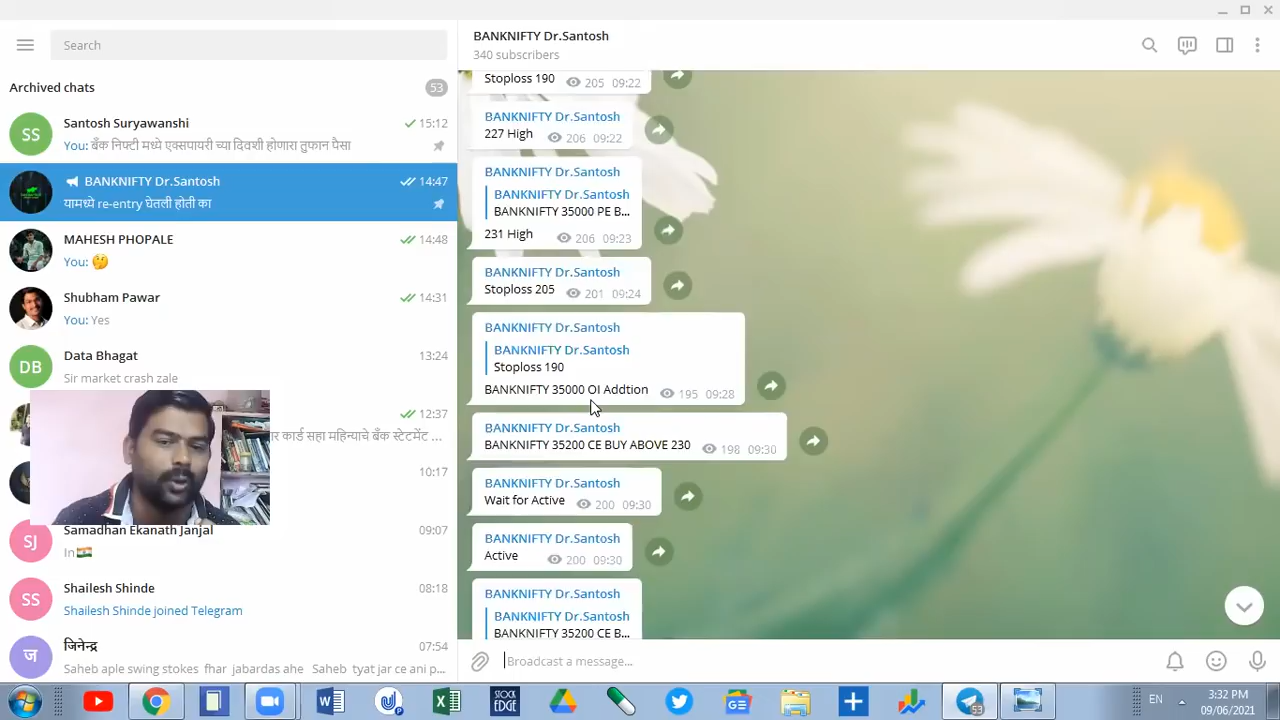 Search
Archived chats
53
SS
Santosh Suryawanshi
15:12
You: बँक निफ्टी मध्ये एक्सपायरी च्या दिवशी होणारा तुफान पैसा
BANKNIFTY Dr.Santosh
14:47
यामध्ये re-entry घेतली होती का
MAHESH PHOPALE
14:48
You: 🤔
Shubham Pawar
14:31
You: Yes
DB
Data Bhagat
13:24
Sir market crash zale
12:37
कार्ड सहा महिन्याचे बँक स्टेटमेंट ...
10:17
SJ
Samadhan Ekanath Janjal
09:07
In🇮🇳
SS
Shailesh Shinde
08:18
Shailesh Shinde joined Telegram
ज
जिनेन्द्र
07:54
Saheb aple swing stokes fhar jabardas ahe Saheb tyat jar ce ani p...
BANKNIFTY Dr.Santosh
340 subscribers
Stoploss 190
205 09:22
BANKNIFTY Dr.Santosh
227 High
206 09:22
BANKNIFTY Dr.Santosh
BANKNIFTY Dr.Santosh
BANKNIFTY 35000 PE B...
231 High
206 09:23
BANKNIFTY Dr.Santosh
Stoploss 205
201 09:24
BANKNIFTY Dr.Santosh
BANKNIFTY Dr.Santosh
Stoploss 190
BANKNIFTY 35000 OI Addtion
195 09:28
BANKNIFTY Dr.Santosh
BANKNIFTY 35200 CE BUY ABOVE 230
198 09:30
BANKNIFTY Dr.Santosh
Wait for Active
200 09:30
BANKNIFTY Dr.Santosh
Active
200 09:30
BANKNIFTY Dr.Santosh
BANKNIFTY Dr.Santosh
BANKNIFTY 35200 CE B...
Broadcast a message...
W
STOCK
EDGE
53
EN
3:32 PM
09/06/2021